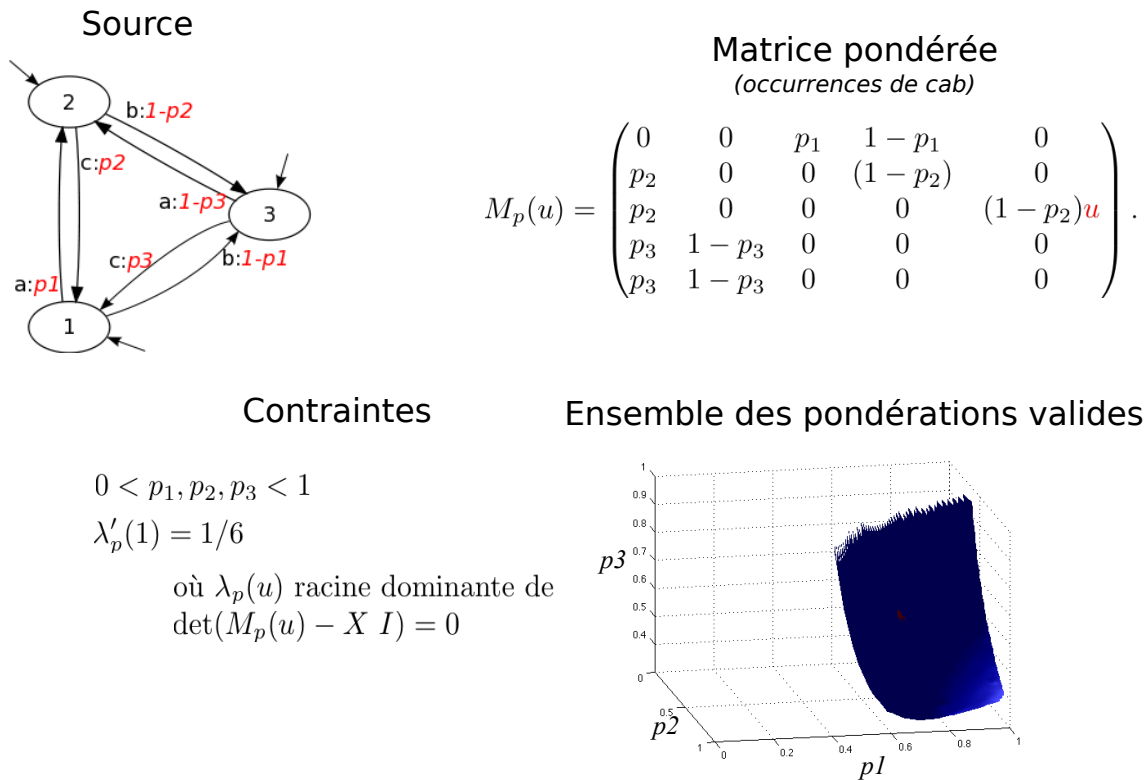 Source
2
b:1-p2
c:p2
a:1-p3
3
c:p3
b:1-p1
a:p1
1
Matrice pondérée
(occurrences de cab)
M_p(u) = ( 0 0 p_1 1 − p_1 0
p_2 0 0 (1 − p_2) 0
p_2 0 0 0 (1 − p_2)u
p_3 1 − p_3 0 0 0
p_3 1 − p_3 0 0 0 ) .
Contraintes
0 < p_1, p_2, p_3 < 1
λ′_p(1) = 1/6
où λ_p(u) racine dominante de
det(M_p(u) − X I) = 0
Ensemble des pondérations valides
1
0.9
0.8
0.7
0.6
0.5
0.4
p3
0
0.5
1
p2
0
0.2
0.4
0.6
0.8
1
p1